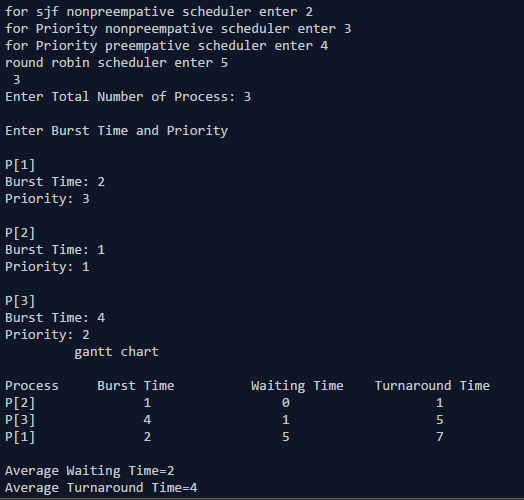 for sjf nonpreempative scheduler enter 2
for Priority nonpreempative scheduler enter 3
for Priority preempative scheduler enter 4
round robin scheduler enter 5
3
Enter Total Number of Process: 3
Enter Burst Time and Priority
P[1]
Burst Time: 2
Priority: 3
P[2]
Burst Time: 1
Priority: 1
P[3]
Burst Time: 4
Priority: 2
gantt chart
Process Burst Time Waiting Time Turnaround Time
P[2] 1 0 1
P[3] 4 1 5
P[1] 2 5 7
Average Waiting Time=2
Average Turnaround Time=4